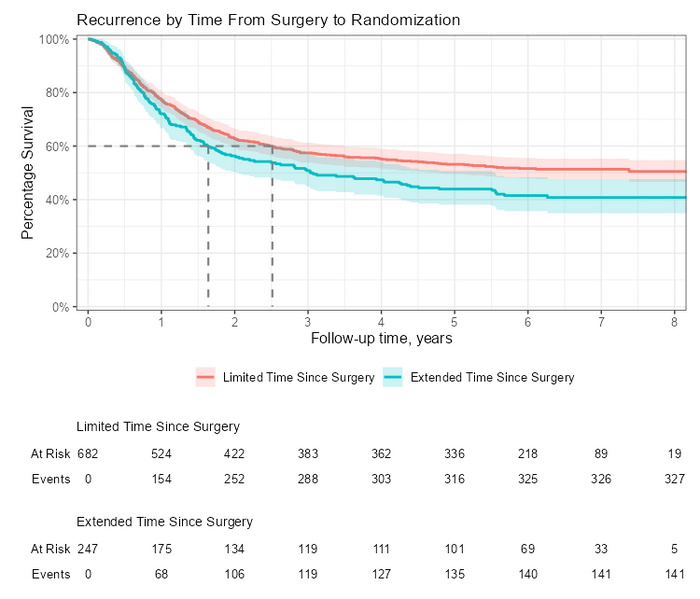 Recurrence by Time From Surgery to Randomization
100%
80%
60%
40%
20%
0%
Percentage Survival
0 1 2 3 4 5 6 7 8
Follow-up time, years
Limited Time Since Surgery Extended Time Since Surgery
Limited Time Since Surgery
At Risk 682 524 422 383 362 336 218 89 19
Events 0 154 252 288 303 316 325 326 327
Extended Time Since Surgery
At Risk 247 175 134 119 111 101 69 33 5
Events 0 68 106 119 127 135 140 141 141